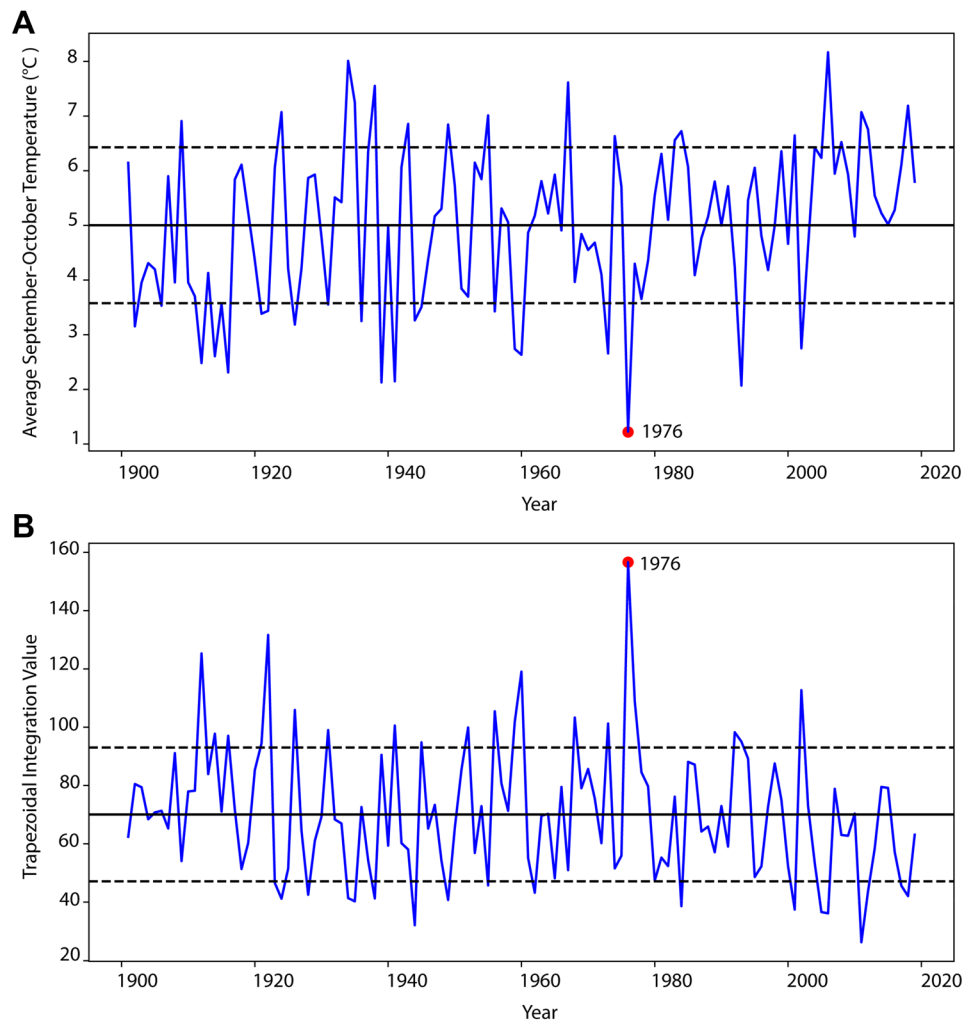 A
Average September-October Temperature (°C )
8
7
6
5
4
3
2
1
1976
1900 1920 1940 1960 1980 2000 2020
Year
B
Trapezoidal Integration Value
160
140
120
100
80
60
40
20
1976
1900 1920 1940 1960 1980 2000 2020
Year